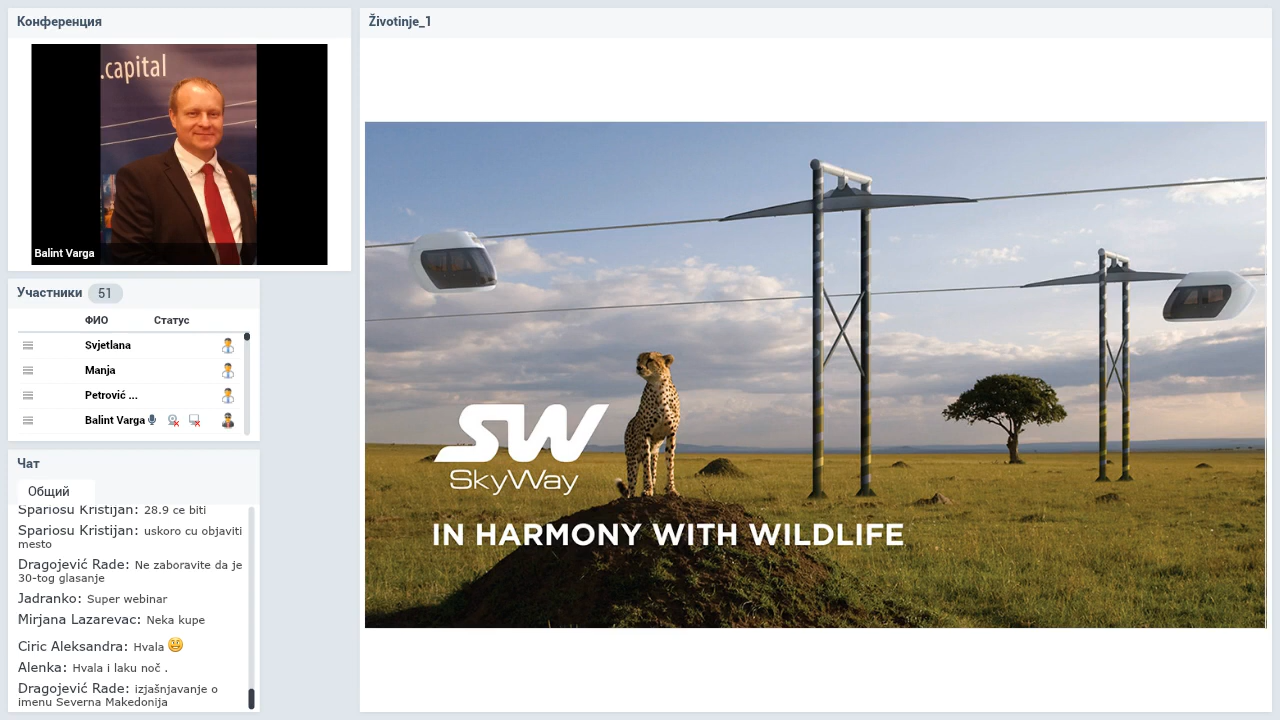 Конференция
.capital
Balint Varga
Участники 51
ФИО Статус
Svjetlana
Manja
Petrović ...
Balint Varga
Чат
Общий
Spariosu Kristijan: 28.9 ce biti
Spariosu Kristijan: uskoro cu objaviti
mesto
Dragojević Rade: Ne zaboravite da je
30-tog glasanje
Jadranko: Super webinar
Mirjana Lazarevac: Neka kupe
Ciric Aleksandra: Hvala
Alenka: Hvala i laku noč .
Dragojević Rade: izjašnjavanje o
imenu Severna Makedonija
Životinje_1
SW
SkyWay
IN HARMONY WITH WILDLIFE